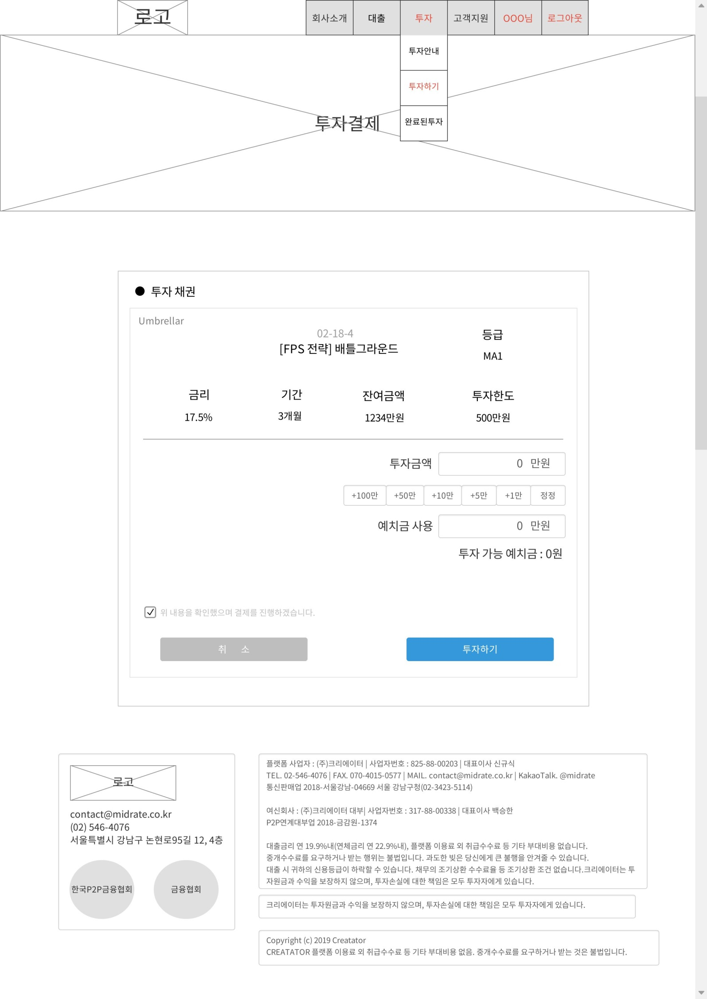 로고
회사소개
대출
투자
고객지원
OOO님
로그아웃
투자안내
투자하기
완료된투자
투자결제
투자 채권
Umbrellar
02-18-4
[FPS 전략] 배틀그라운드
등급
MA1
금리
기간
잔여금액
투자한도
17.5%
3개월
1234만원
500만원
투자금액
0 만원
+100만
+50만
+10만
+5만
+1만
정정
예치금 사용
0 만원
투자 가능 예치금 : 0원
위 내용을 확인했으며 결제를 진행하겠습니다.
취 소
투자하기
로고
contact@midrate.co.kr
(02) 546-4076
서울특별시 강남구 논현로95길 12, 4층
한국P2P금융협회
금융협회
플랫폼 사업자 : (주)크리에이터 | 사업자번호 : 825-88-00203 | 대표이사 신규식
TEL. 02-546-4076 | FAX. 070-4015-0577 | MAIL. contact@midrate.co.kr | KakaoTalk. @midrate
통신판매업 2018-서울강남-04669 서울 강남구청(02-3423-5114)
여신회사 : (주)크리에이터 대부| 사업자번호 : 317-88-00338 | 대표이사 백승한
P2P연계대부업 2018-금감원-1374
대출금리 연 19.9%내(연체금리 연 22.9%내), 플랫폼 이용료 외 취급수수료 등 기타 부대비용 없습니다.
중개수수료를 요구하거나 받는 행위는 불법입니다. 과도한 빚은 당신에게 큰 불행을 안겨줄 수 있습니다.
대출 시 귀하의 신용등급이 하락할 수 있습니다. 채무의 조기상환 수수료율 등 조기상환 조건 없습니다.크리에이터는 투
자원금과 수익을 보장하지 않으며, 투자손실에 대한 책임은 모두 투자자에게 있습니다.
크리에이터는 투자원금과 수익을 보장하지 않으며, 투자손실에 대한 책임은 모두 투자자에게 있습니다.
Copyright (c) 2019 Creatator
CREATATOR 플랫폼 이용료 외 취급수수료 등 기타 부대비용 없음. 중개수수료를 요구하거나 받는 것은 불법입니다.